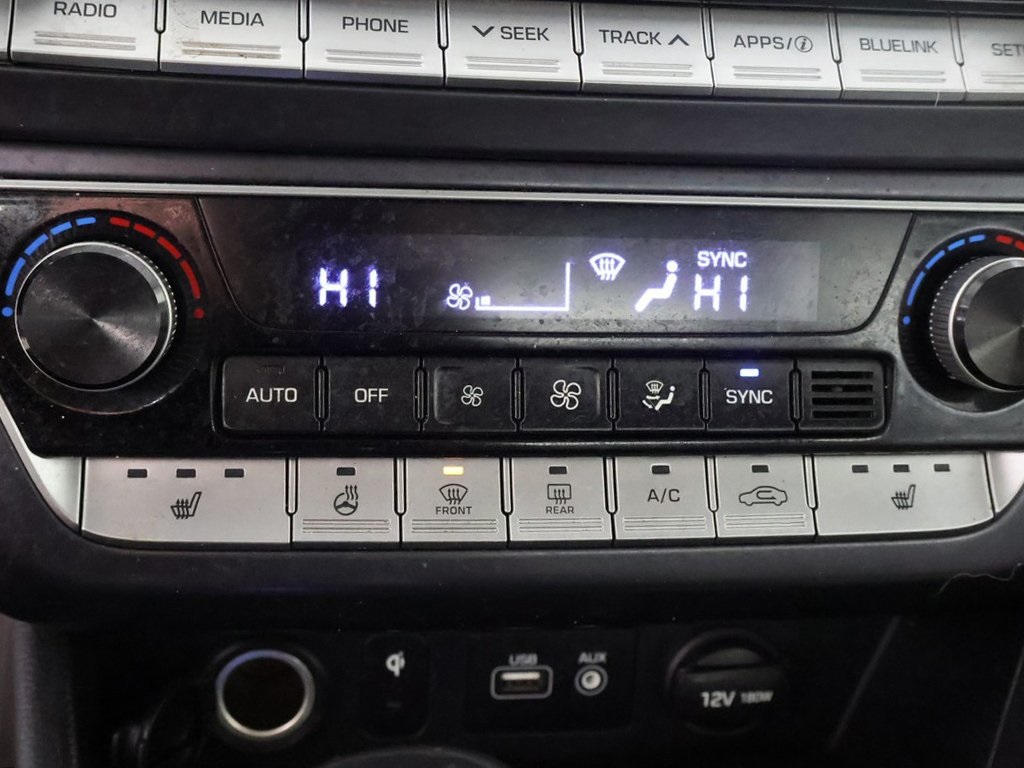 RADIO MEDIA PHONE SEEK TRACK APPS/i BLUELINK
SYNC
HI HI
AUTO OFF SYNC
FRONT REAR A/C
qi USB AUX
12V 180W